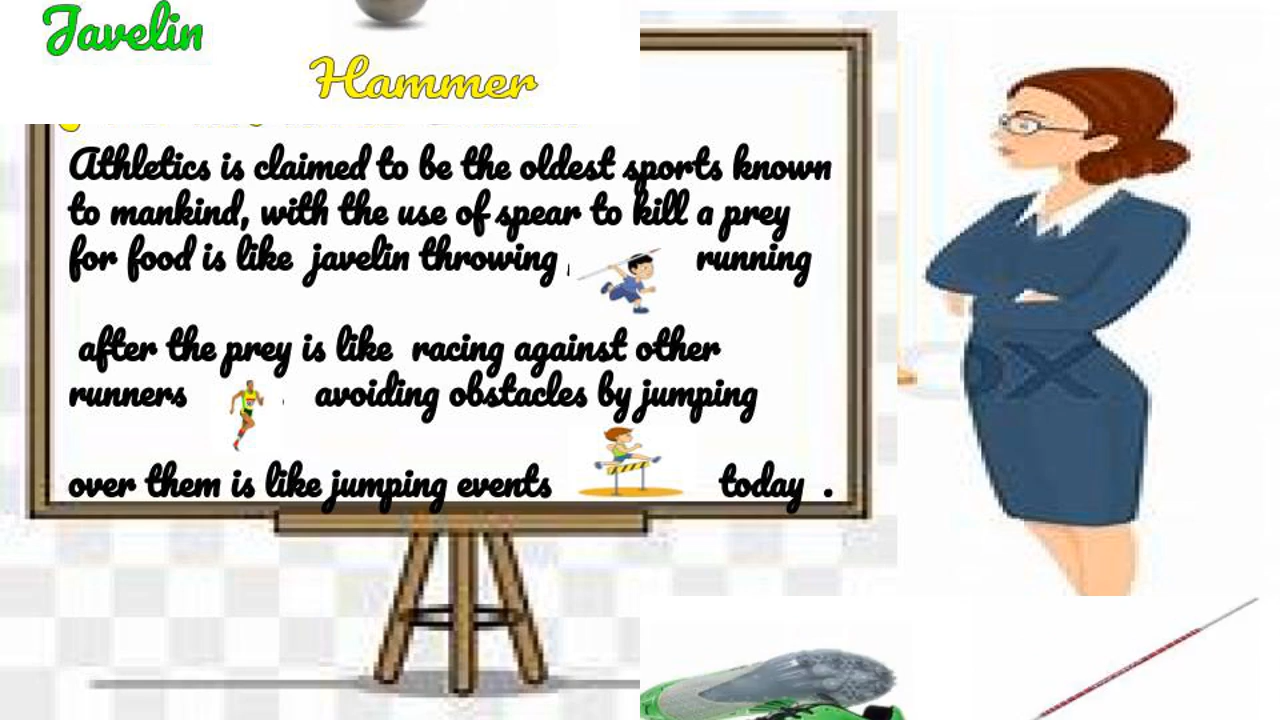 Javelin
Hammer
Athletics is claimed to be the oldest sports known
to mankind, with the use of spear to kill a prey
for food is like javelin throwing , running
after the prey is like racing against other
runners . avoiding obstacles by jumping
over them is like jumping events today .